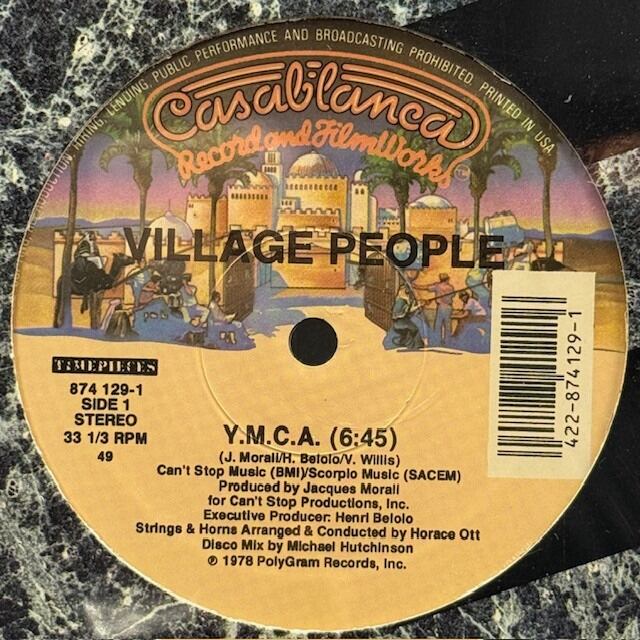 HIRING, LENDING, PUBLIC PERFORMANCE AND BROADCASTING PROHIBITED. PRINTED IN USA.
Casablanca
Record and FilmWorks
VILLAGE PEOPLE
TIMEPIECES
874 129-1
SIDE 1
STEREO
33 1/3 RPM
49
422-874129-1
Y.M.C.A. (6:45)
(J. Morali/H. Belolo/V. Willis)
Can't Stop Music (BMI)/Scorpio Music (SACEM)
Produced by Jacques Morali
for Can't Stop Productions, Inc.
Executive Producer: Henri Belolo
Strings & Horns Arranged & Conducted by Horace Ott
Disco Mix by Michael Hutchinson
℗ 1978 PolyGram Records, Inc.